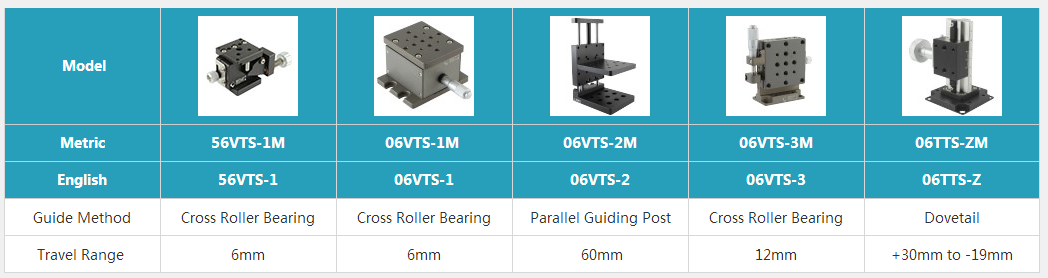 Model
Metric 56VTS-1M 06VTS-1M 06VTS-2M 06VTS-3M 06TTS-ZM
English 56VTS-1 06VTS-1 06VTS-2 06VTS-3 06TTS-Z
Guide Method Cross Roller Bearing Cross Roller Bearing Parallel Guiding Post Cross Roller Bearing Dovetail
Travel Range 6mm 6mm 60mm 12mm +30mm to -19mm